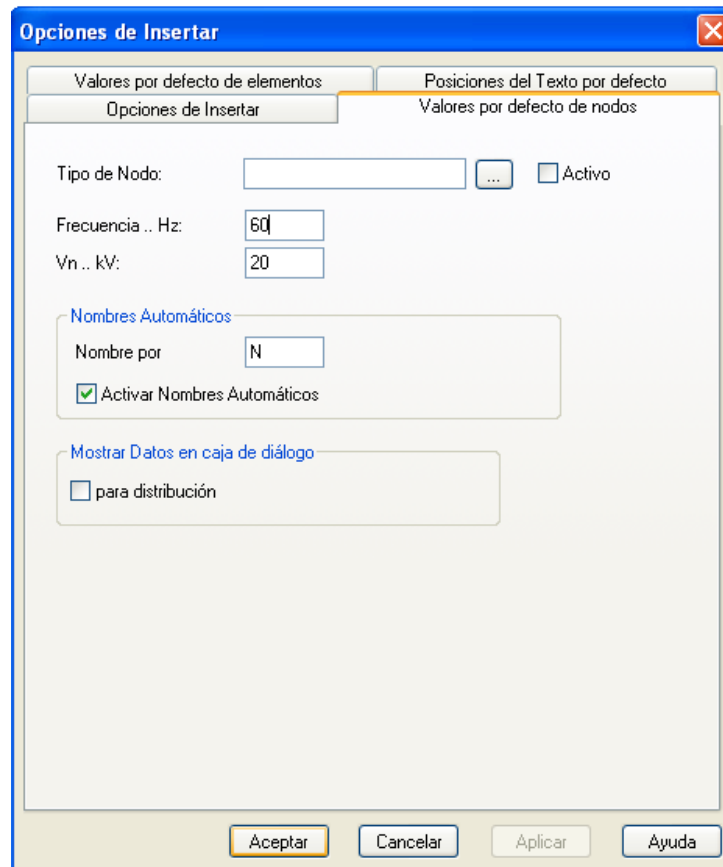 Opciones de Insertar
Valores por defecto de elementos
Posiciones del Texto por defecto
Opciones de Insertar
Valores por defecto de nodos
Tipo de Nodo:
...
Activo
Frecuencia .. Hz:
60
Vn .. kV:
20
Nombres Automáticos
Nombre por
N
Activar Nombres Automáticos
Mostrar Datos en caja de diálogo
para distribución
Aceptar
Cancelar
Aplicar
Ayuda